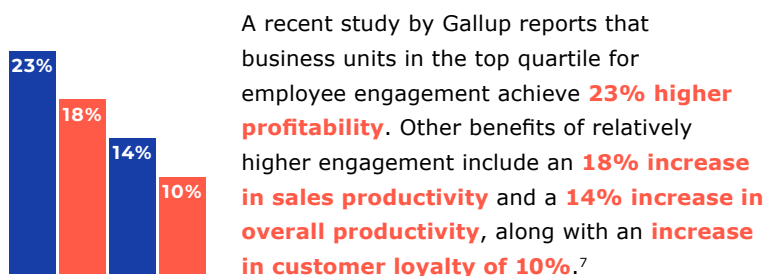 23%
18%
14%
10%
A recent study by Gallup reports that
business units in the top quartile for
employee engagement achieve 23% higher
profitability. Other benefits of relatively
higher engagement include an 18% increase
in sales productivity and a 14% increase in
overall productivity, along with an increase
in customer loyalty of 10%.⁷